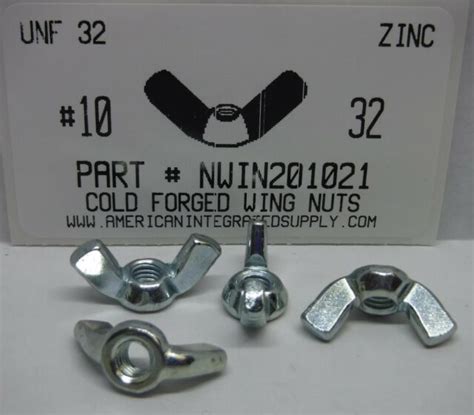 UNF 32 ZINC
#10 32
PART # NWIN201021
COLD FORGED WING NUTS
WWW.AMERICANINTEGRATEDSUPPLY.COM